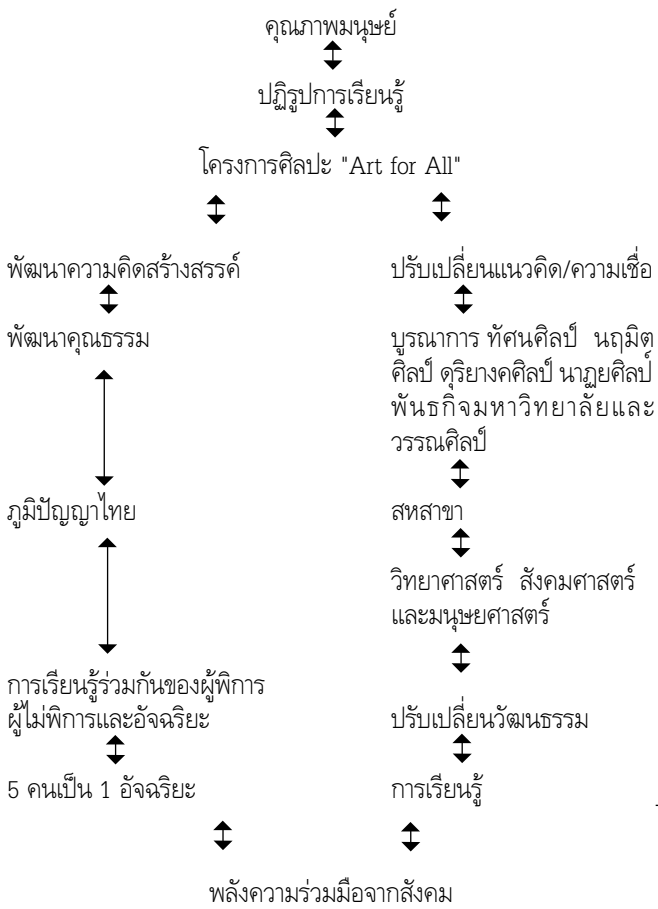 คุณภาพมนุษย์
ปฏิรูปการเรียนรู้
โครงการศิลปะ "Art for All"
พัฒนาความคิดสร้างสรรค์
พัฒนาคุณธรรม
ภูมิปัญญาไทย
การเรียนรู้ร่วมกันของผู้พิการ
ผู้ไม่พิการและอัจฉริยะ
5 คนเป็น 1 อัจฉริยะ
ปรับเปลี่ยนแนวคิด/ความเชื่อ
บูรณาการ ทัศนศิลป์ นฤมิต
ศิลป์ ดุริยางคศิลป์ นาฏยศิลป์
พันธกิจมหาวิทยาลัยและ
วรรณศิลป์
สหสาขา
วิทยาศาสตร์ สังคมศาสตร์
และมนุษยศาสตร์
ปรับเปลี่ยนวัฒนธรรม
การเรียนรู้
พลังความร่วมมือจากสังคม